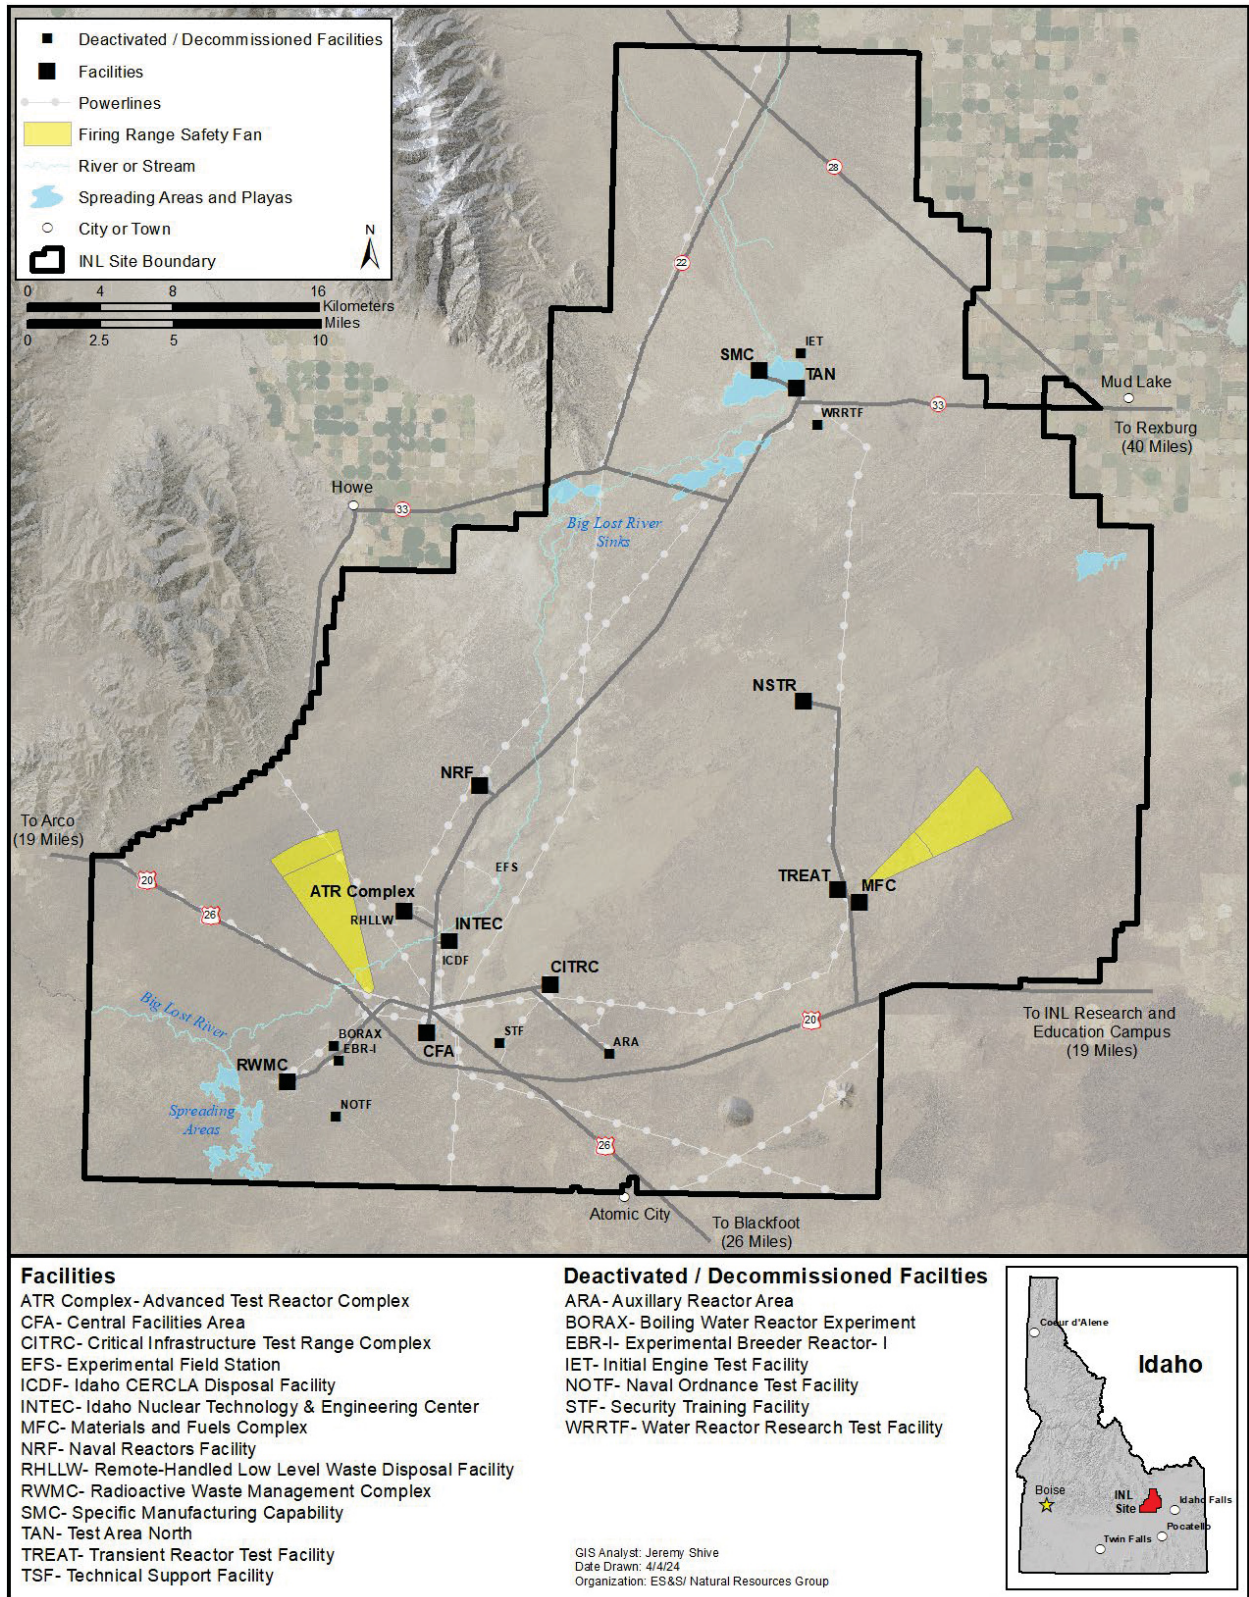 Deactivated / Decommissioned Facilities
Facilities
Powerlines
Firing Range Safety Fan
River or Stream
Spreading Areas and Playas
City or Town
INL Site Boundary
N
0 4 8 16
Kilometers
Miles
0 2.5 5 10
28
22
IET
SMC
TAN
Mud Lake
33
WRRTF
To Rexburg
(40 Miles)
Howe
33
Big Lost River
Sinks
NSTR
NRF
To Arco
(19 Miles)
20
EFS
TREAT
MFC
ATR Complex
26
RHLLW
INTEC
ICDF
CITRC
Big Lost River
20
To INL Research and
Education Campus
(19 Miles)
BORAX
EBR-I
STF
ARA
CFA
RWMC
NOTF
Spreading
Areas
26
Atomic City
To Blackfoot
(26 Miles)
Facilities
ATR Complex- Advanced Test Reactor Complex
CFA- Central Facilities Area
CITRC- Critical Infrastructure Test Range Complex
EFS- Experimental Field Station
ICDF- Idaho CERCLA Disposal Facility
INTEC- Idaho Nuclear Technology & Engineering Center
MFC- Materials and Fuels Complex
NRF- Naval Reactors Facility
RHLLW- Remote-Handled Low Level Waste Disposal Facility
RWMC- Radioactive Waste Management Complex
SMC- Specific Manufacturing Capability
TAN- Test Area North
TREAT- Transient Reactor Test Facility
TSF- Technical Support Facility
Deactivated / Decommissioned Facilties
ARA- Auxillary Reactor Area
BORAX- Boiling Water Reactor Experiment
EBR-I- Experimental Breeder Reactor- I
IET- Initial Engine Test Facility
NOTF- Naval Ordnance Test Facility
STF- Security Training Facility
WRRTF- Water Reactor Research Test Facility
GIS Analyst: Jeremy Shive
Date Drawn: 4/4/24
Organization: ES&S/ Natural Resources Group
Coeur d'Alene
Idaho
Boise
INL
Site
Idaho Falls
Pocatello
Twin Falls